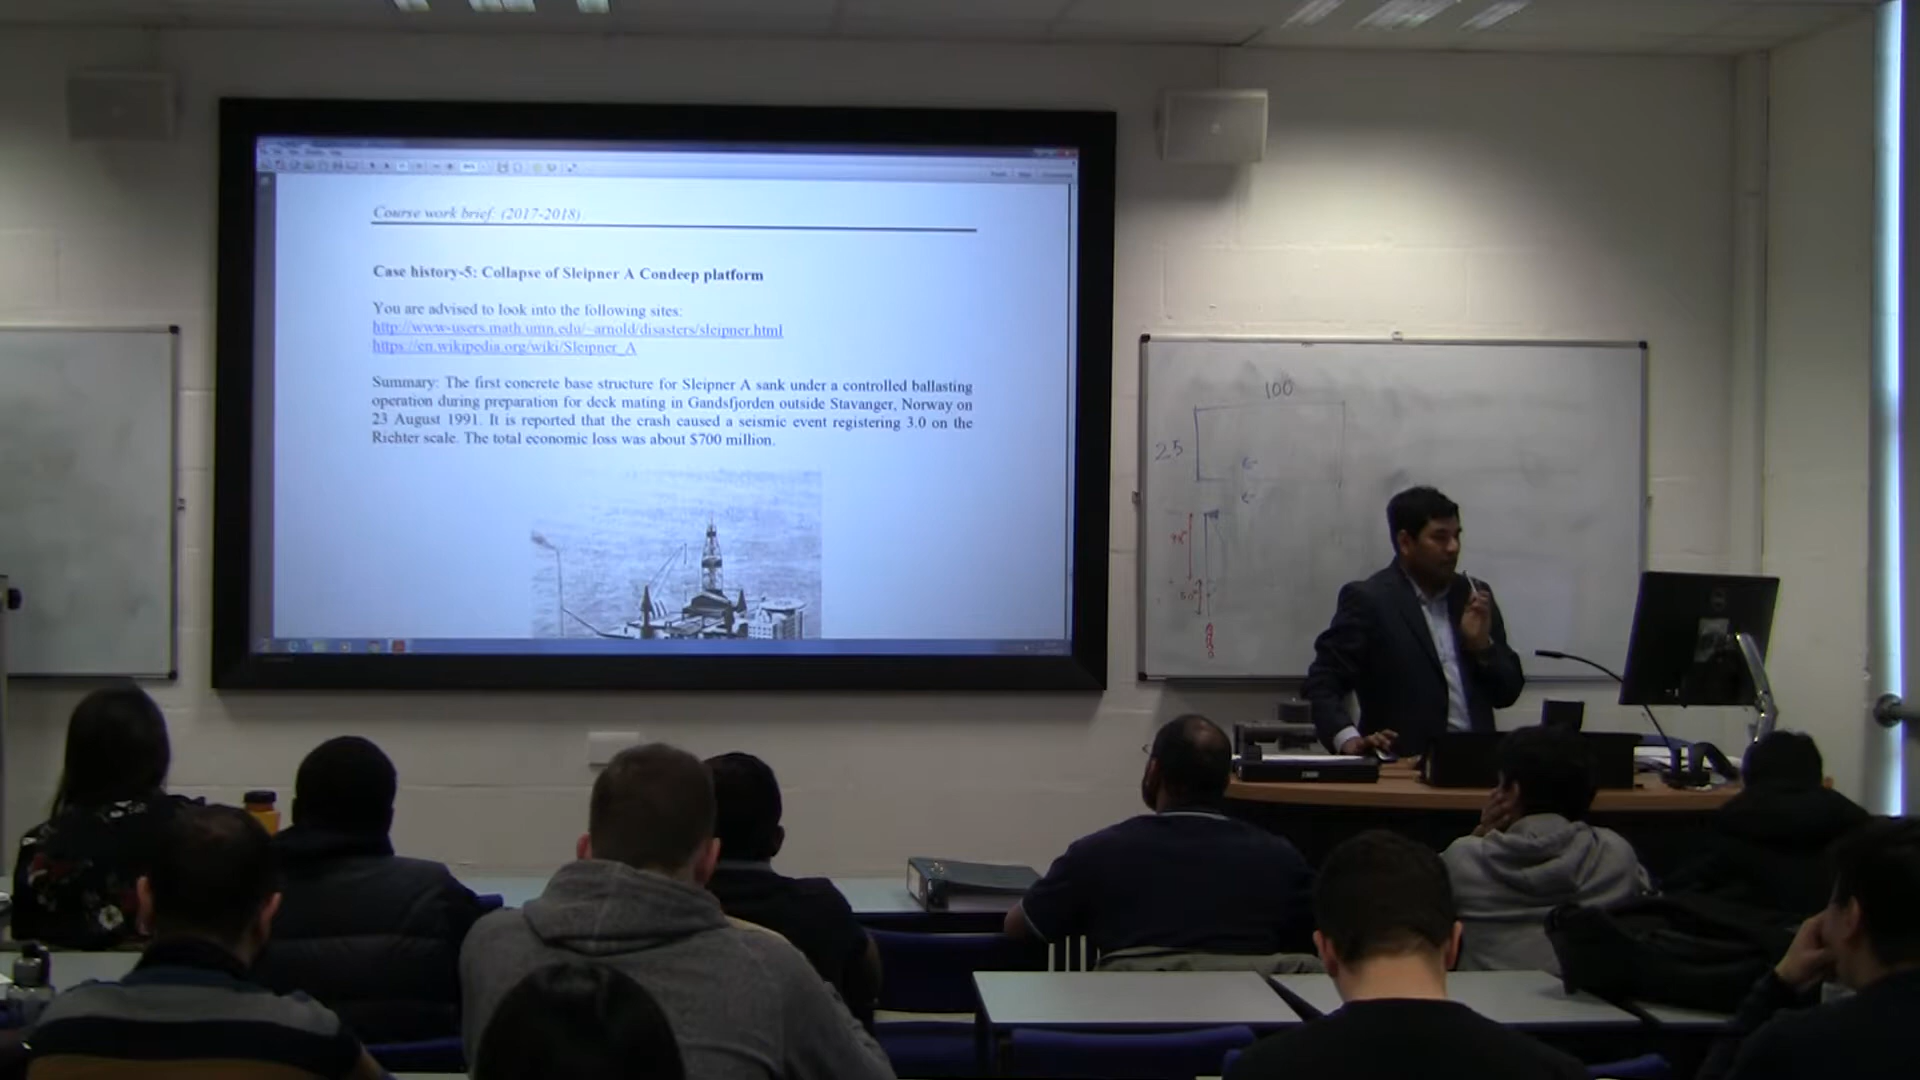 Course work brief: (2017-2018)
Case history-5: Collapse of Sleipner A Condeep platform
You are advised to look into the following sites:
http://www-users.math.umn.edu/~arnold/disasters/sleipner.html
https://en.wikipedia.org/wiki/Sleipner_A
Summary: The first concrete base structure for Sleipner A sank under a controlled ballasting
operation during preparation for deck mating in Gandsfjorden outside Stavanger, Norway on
23 August 1991. It is reported that the crash caused a seismic event registering 3.0 on the
Richter scale. The total economic loss was about $700 million.
100
25